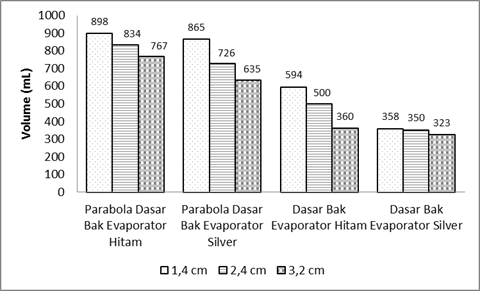 1000
900
800
700
600
500
400
300
200
100
0
Volume (mL)
898
834
767
865
726
635
594
500
360
358
350
323
Parabola Dasar
Bak Evaporator
Hitam
Parabola Dasar
Bak Evaporator
Silver
Dasar Bak
Evaporator Hitam
Dasar Bak
Evaporator Silver
1,4 cm
2,4 cm
3,2 cm